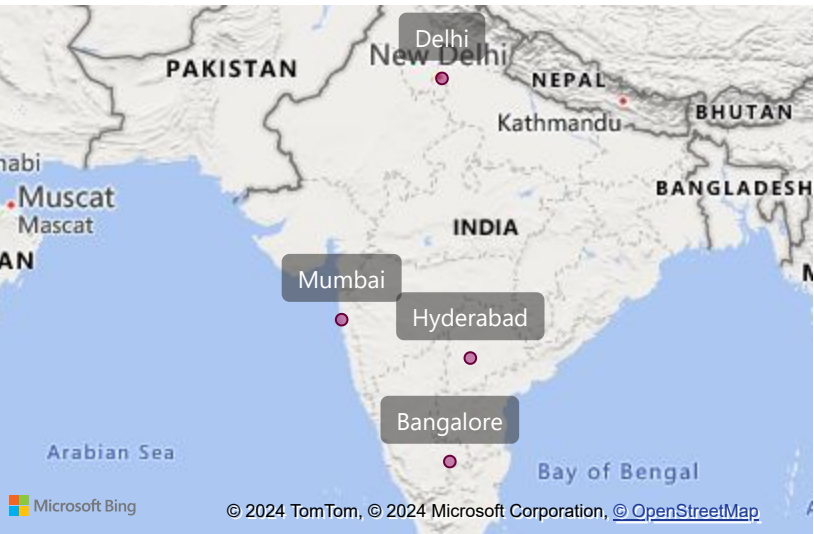 Delhi
New Delhi
PAKISTAN
NEPAL
BHUTAN
Kathmandu
habi
Muscat
Mascat
BANGLADESH
INDIA
AN
Mumbai
Hyderabad
Bangalore
Arabian Sea
Bay of Bengal
Microsoft Bing
© 2024 TomTom, © 2024 Microsoft Corporation, © OpenStreetMap